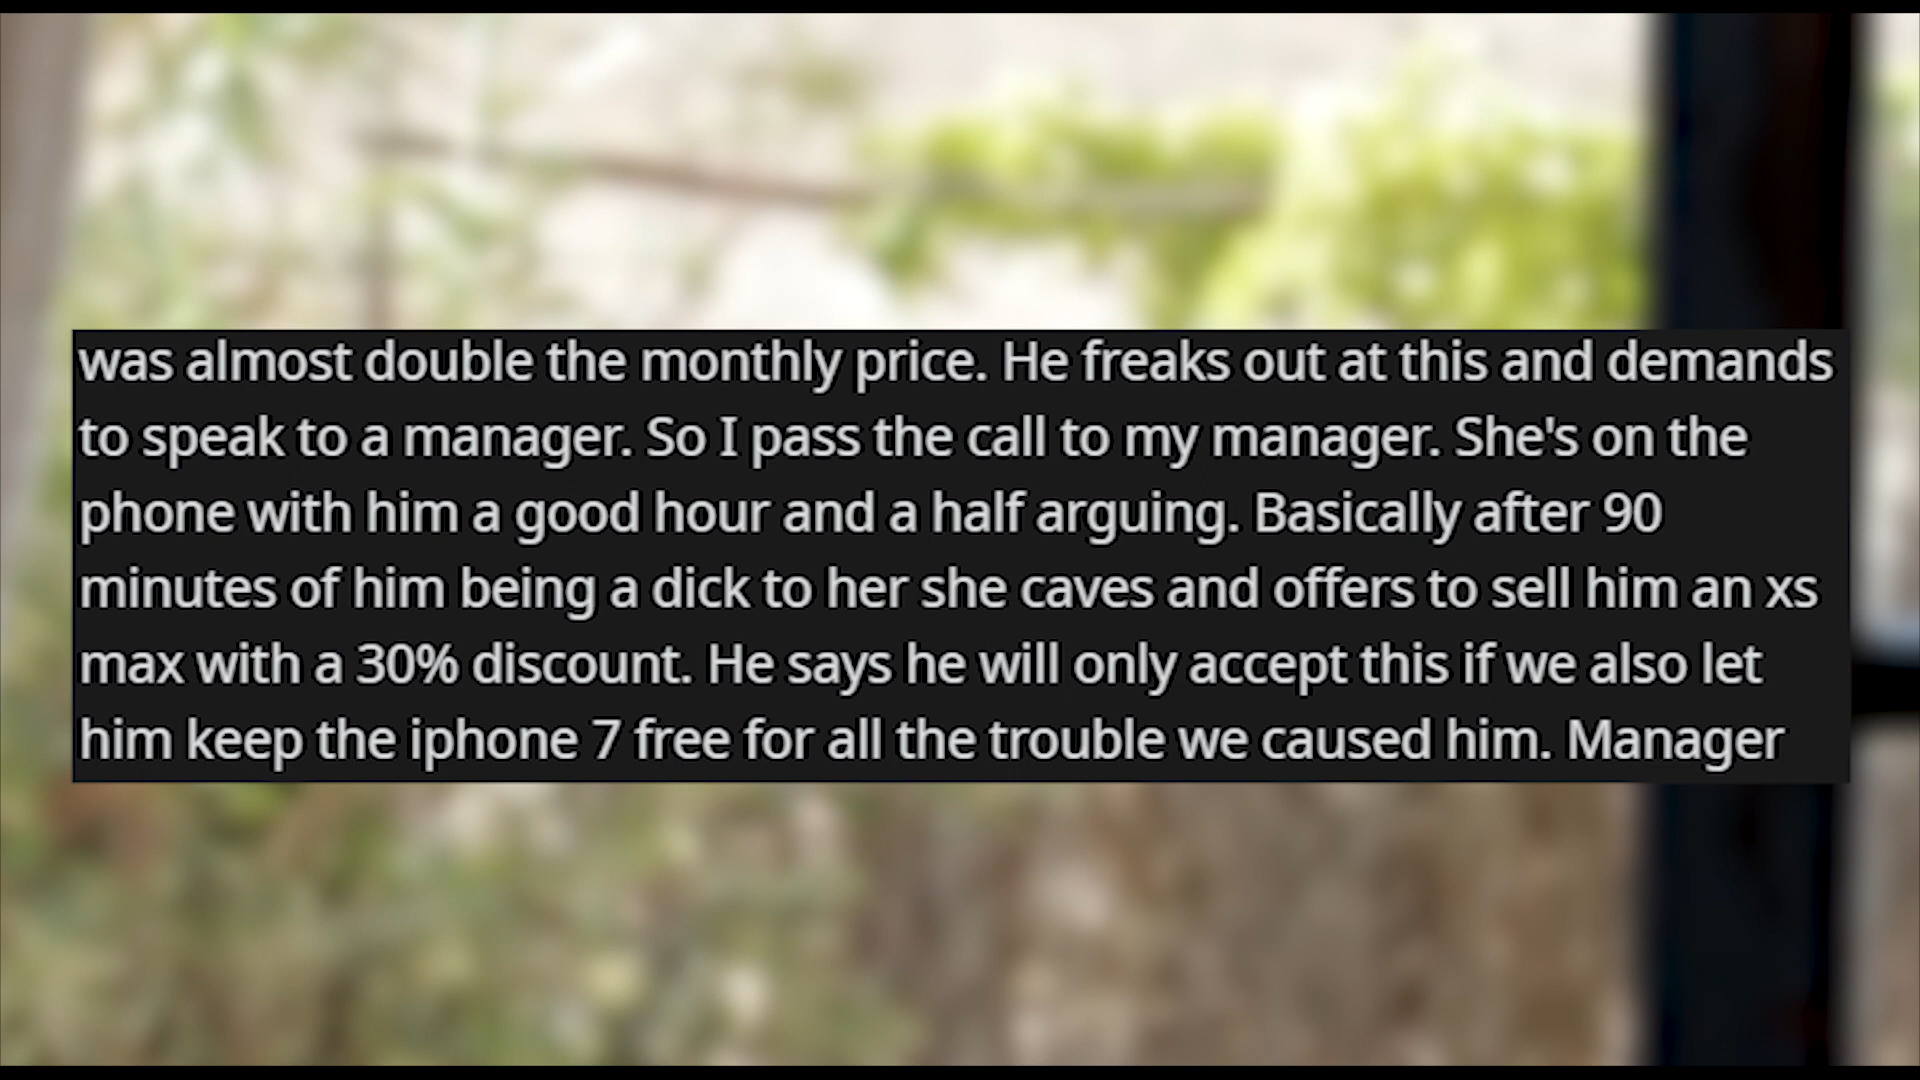 was almost double the monthly price. He freaks out at this and demands
to speak to a manager. So I pass the call to my manager. She's on the
phone with him a good hour and a half arguing. Basically after 90
minutes of him being a dick to her she caves and offers to sell him an xs
max with a 30% discount. He says he will only accept this if we also let
him keep the iphone 7 free for all the trouble we caused him. Manager